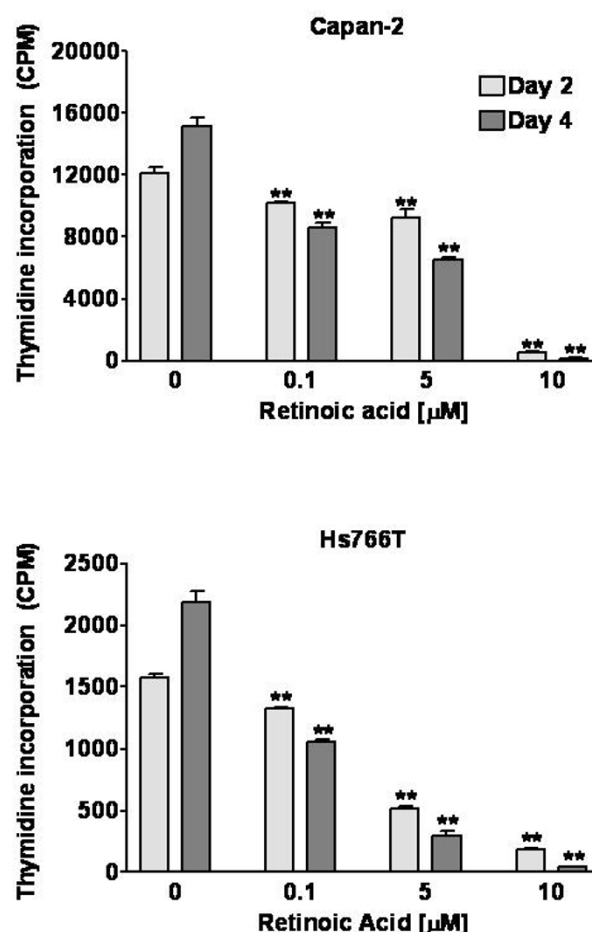 Capan-2
Thymidine incorporation (CPM)
20000
16000
12000
8000
4000
0
Day 2
Day 4
** ** ** ** ** **
0 0.1 5 10
Retinoic acid [µM]
Hs766T
Thymidine incorporation (CPM)
2500
2000
1500
1000
500
0
** ** ** ** ** **
0 0.1 5 10
Retinoic Acid [µM]